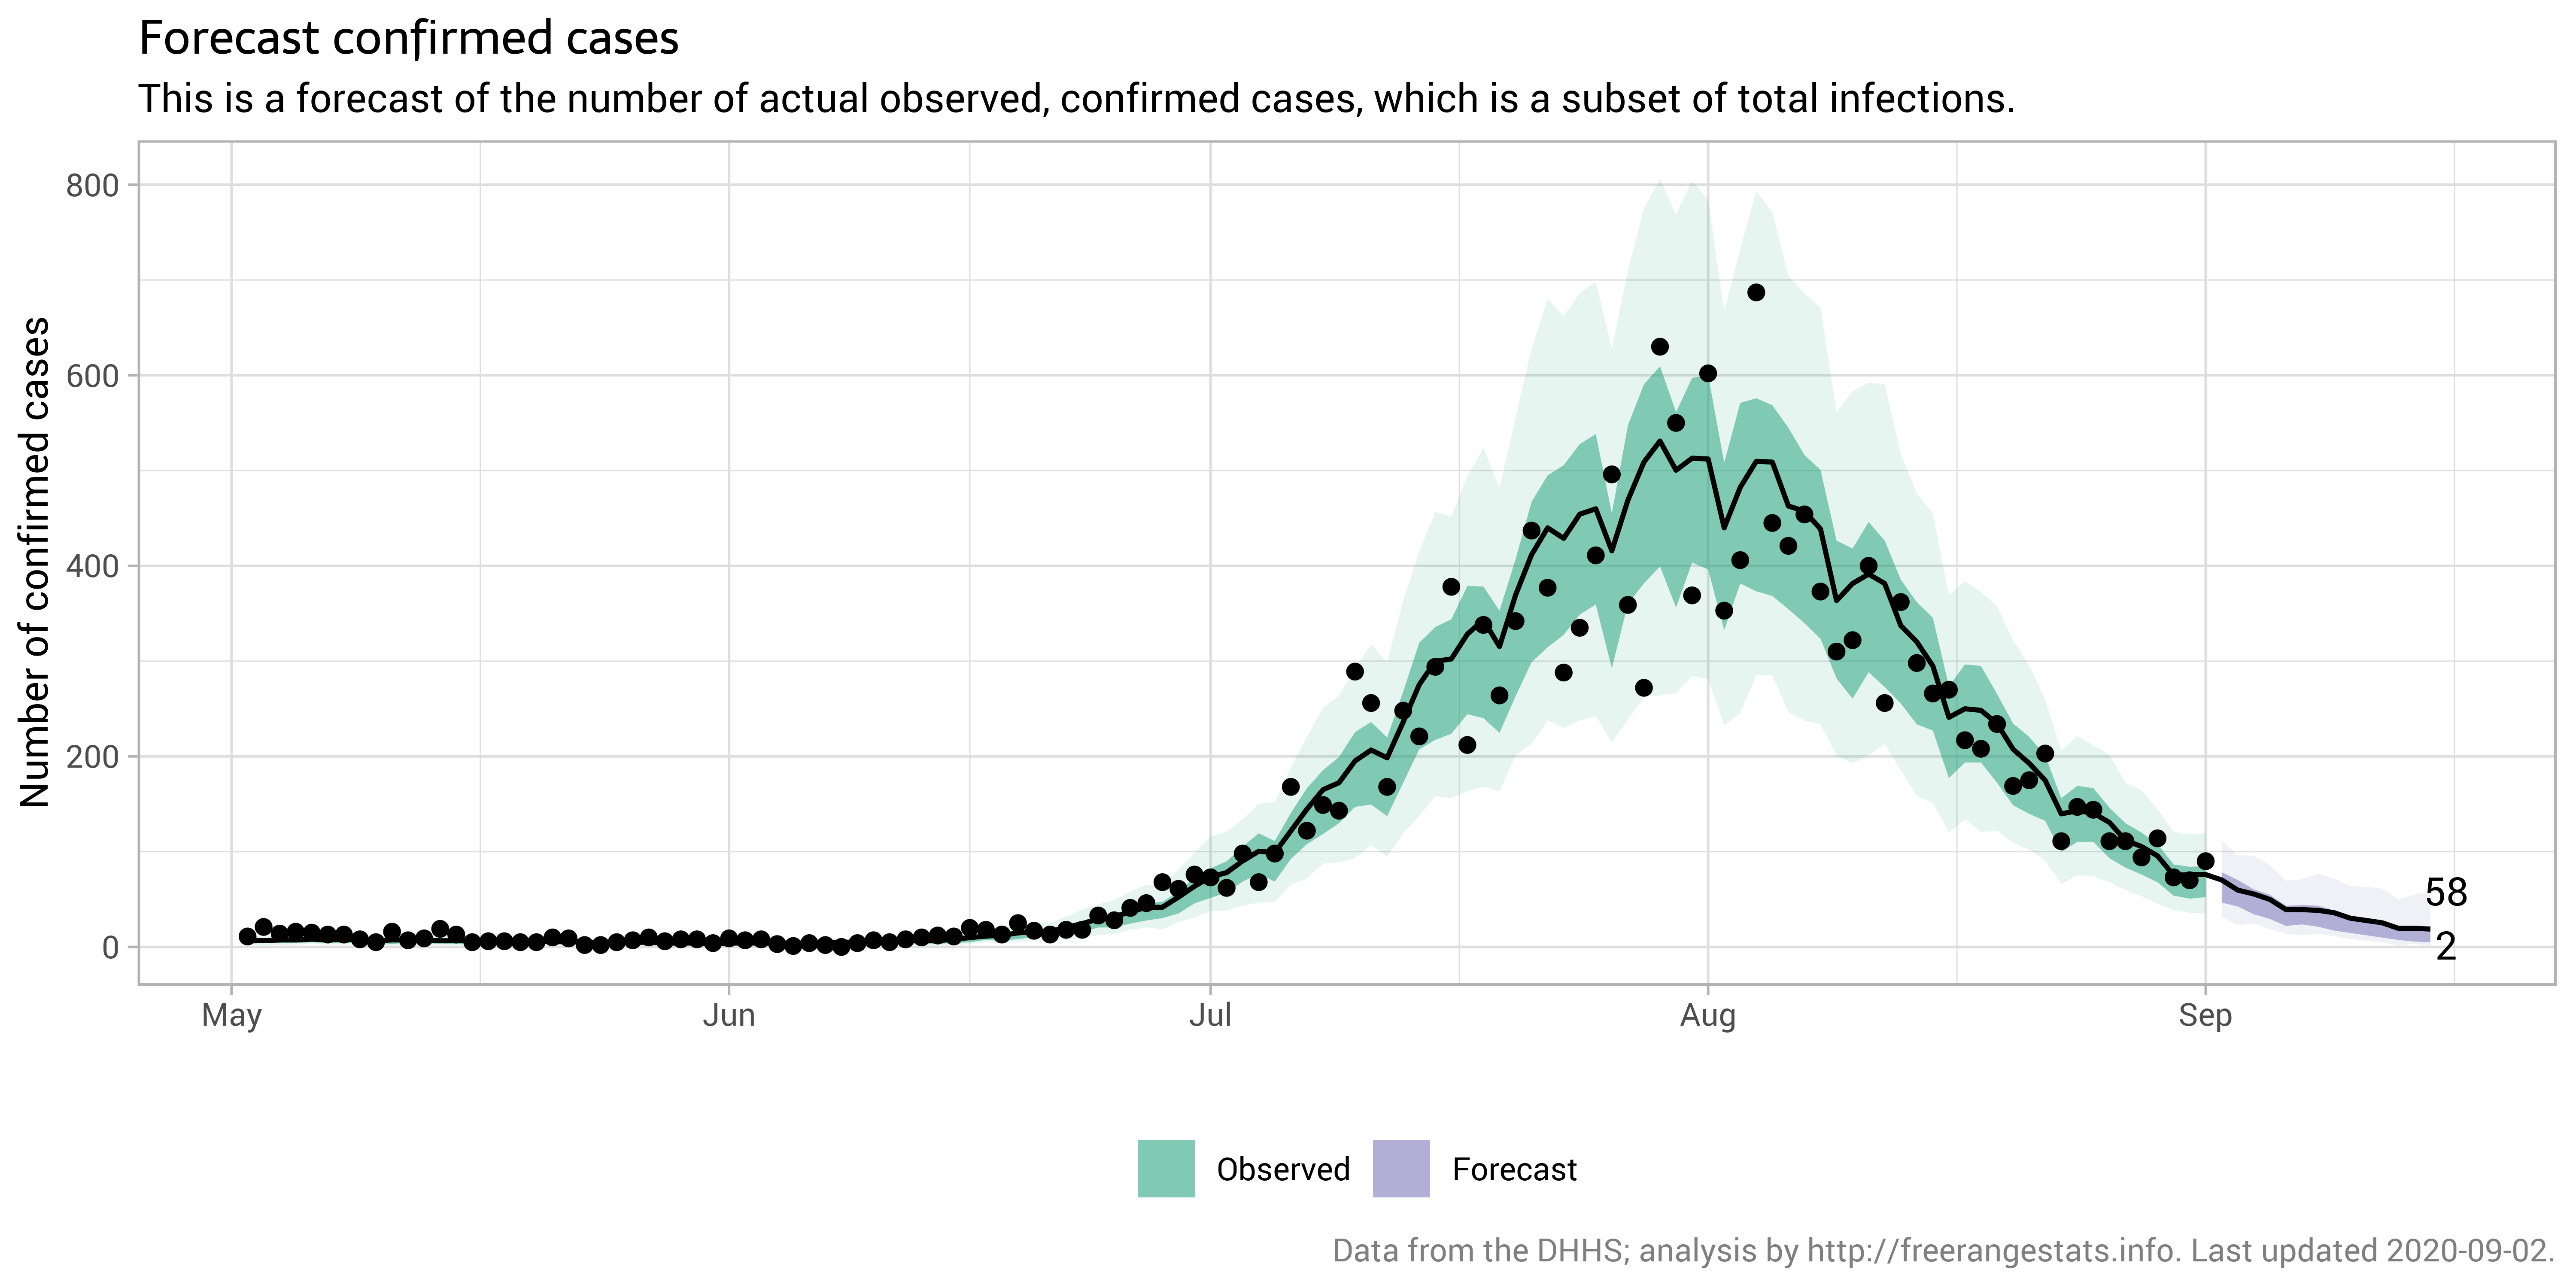 Forecast confirmed cases
This is a forecast of the number of actual observed, confirmed cases, which is a subset of total infections.
Number of confirmed cases
800
600
400
200
0
58
2
May
Jun
Jul
Aug
Sep
Observed
Forecast
Data from the DHHS; analysis by http://freerangestats.info. Last updated 2020-09-02.